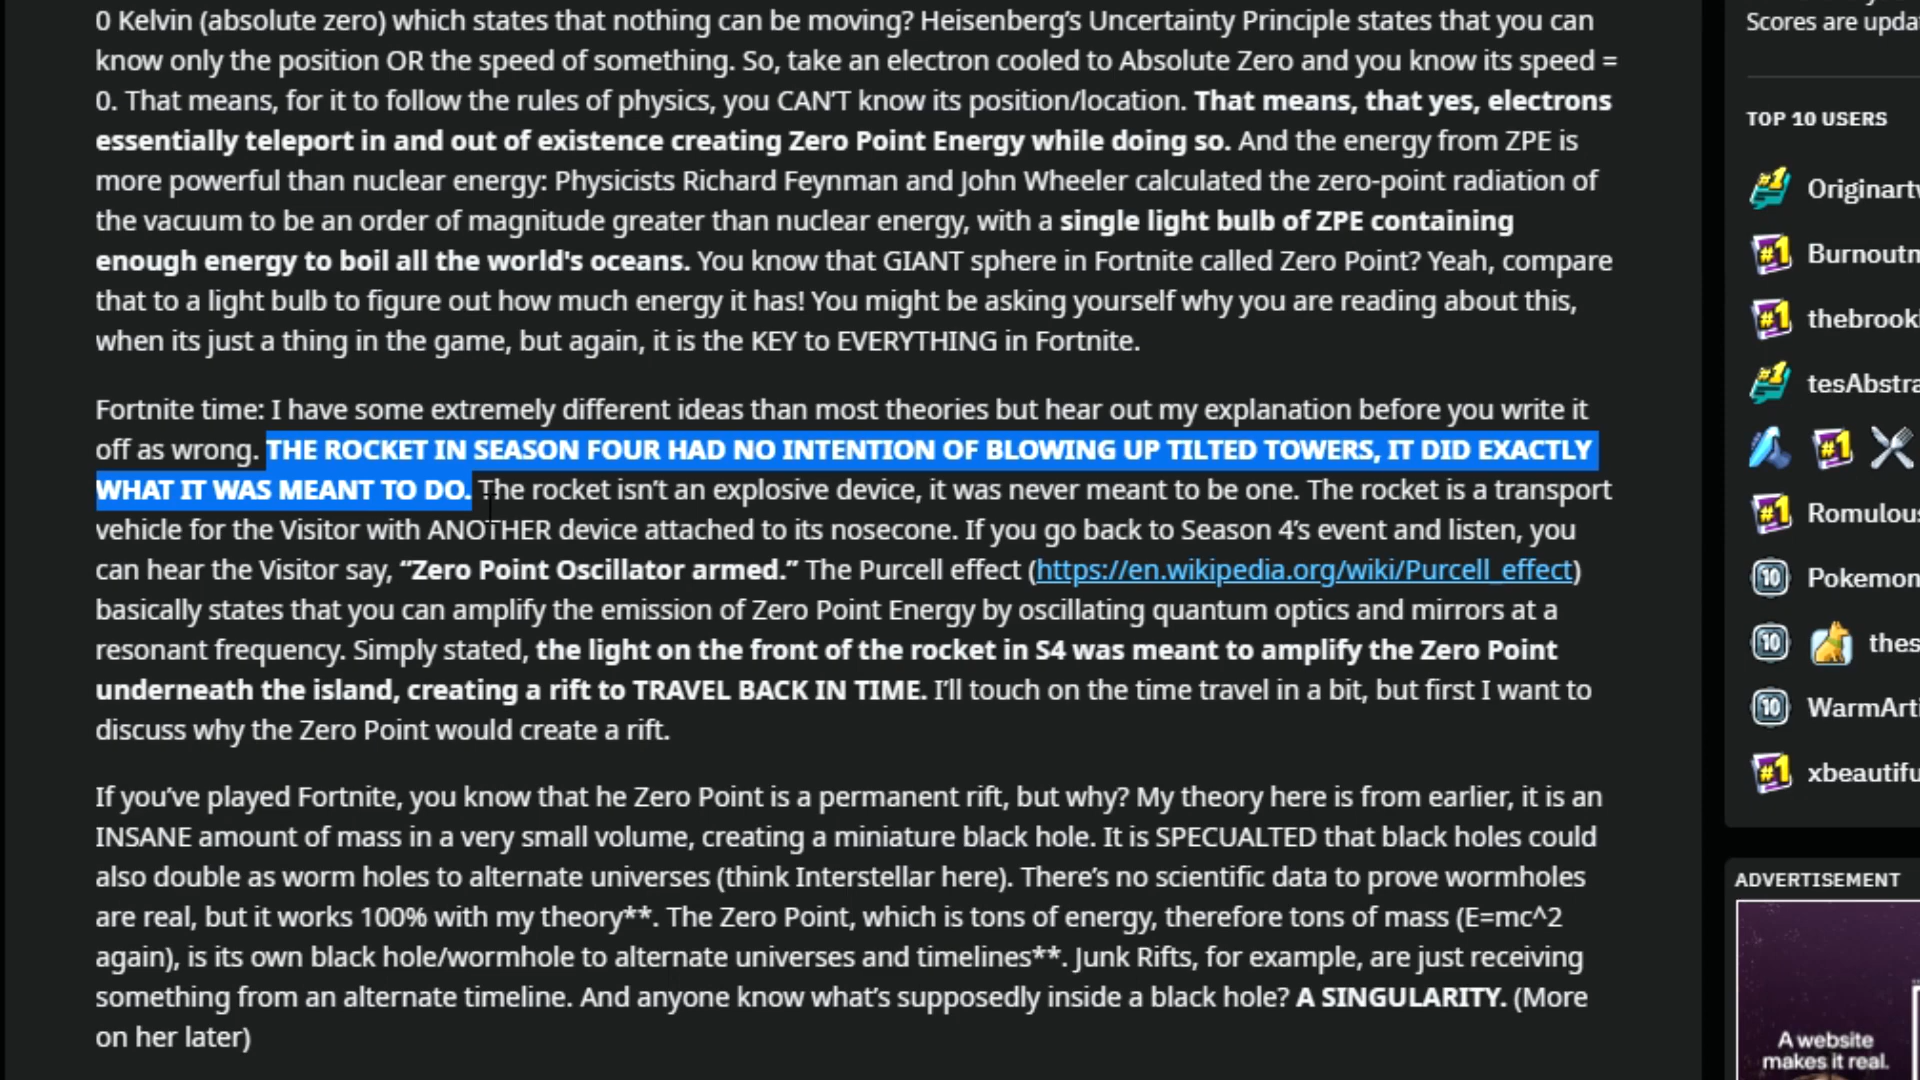 0 Kelvin (absolute zero) which states that nothing can be moving? Heisenberg’s Uncertainty Principle states that you can
know only the position OR the speed of something. So, take an electron cooled to Absolute Zero and you know its speed =
0. That means, for it to follow the rules of physics, you CAN’T know its position/location. That means, that yes, electrons
essentially teleport in and out of existence creating Zero Point Energy while doing so. And the energy from ZPE is
more powerful than nuclear energy: Physicists Richard Feynman and John Wheeler calculated the zero-point radiation of
the vacuum to be an order of magnitude greater than nuclear energy, with a single light bulb of ZPE containing
enough energy to boil all the world's oceans. You know that GIANT sphere in Fortnite called Zero Point? Yeah, compare
that to a light bulb to figure out how much energy it has! You might be asking yourself why you are reading about this,
when its just a thing in the game, but again, it is the KEY to EVERYTHING in Fortnite.
Fortnite time: I have some extremely different ideas than most theories but hear out my explanation before you write it
off as wrong. THE ROCKET IN SEASON FOUR HAD NO INTENTION OF BLOWING UP TILTED TOWERS, IT DID EXACTLY
WHAT IT WAS MEANT TO DO. The rocket isn’t an explosive device, it was never meant to be one. The rocket is a transport
vehicle for the Visitor with ANOTHER device attached to its nosecone. If you go back to Season 4’s event and listen, you
can hear the Visitor say, “Zero Point Oscillator armed.” The Purcell effect (https://en.wikipedia.org/wiki/Purcell_effect)
basically states that you can amplify the emission of Zero Point Energy by oscillating quantum optics and mirrors at a
resonant frequency. Simply stated, the light on the front of the rocket in S4 was meant to amplify the Zero Point
underneath the island, creating a rift to TRAVEL BACK IN TIME. I’ll touch on the time travel in a bit, but first I want to
discuss why the Zero Point would create a rift.
If you’ve played Fortnite, you know that he Zero Point is a permanent rift, but why? My theory here is from earlier, it is an
INSANE amount of mass in a very small volume, creating a miniature black hole. It is SPECUALTED that black holes could
also double as worm holes to alternate universes (think Interstellar here). There’s no scientific data to prove wormholes
are real, but it works 100% with my theory**. The Zero Point, which is tons of energy, therefore tons of mass (E=mc^2
again), is its own black hole/wormhole to alternate universes and timelines**. Junk Rifts, for example, are just receiving
something from an alternate timeline. And anyone know what’s supposedly inside a black hole? A SINGULARITY. (More
on her later)
Scores are upda
TOP 10 USERS
#1 Originartw
#1 Burnoutm
#1 thebrook
#1 tesAbstra
#1
#1 Romulous
10 Pokemon
10 thes
10 WarmArti
#1 xbeautifu
ADVERTISEMENT
A website
makes it real.